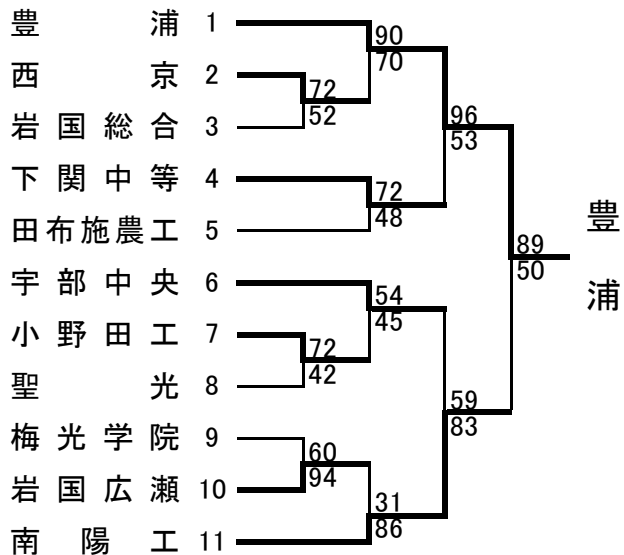 豊浦 1
西京 2
岩国総合 3
下関中等 4
田布施農工 5
宇部中央 6
小野田工 7
聖光 8
梅光学院 9
岩国広瀬 10
南陽工 11
90
70
72
52
96
53
72
48
89
50
54
45
72
42
59
83
60
94
31
86
豊浦